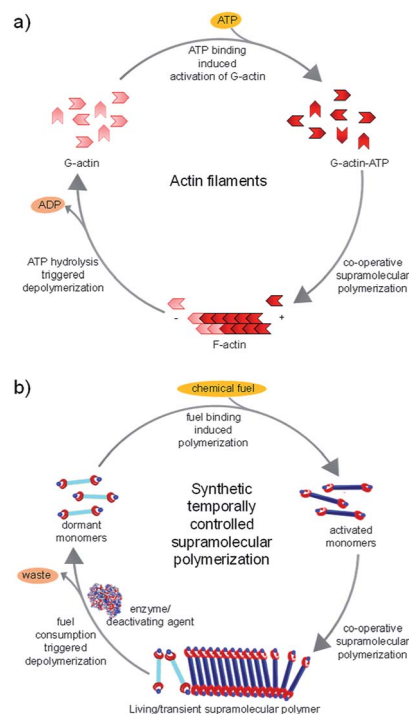 a)
ATP
ATP binding
induced
activation of G-actin
G-actin
G-actin-ATP
Actin filaments
ADP
ATP hydrolysis
triggered
depolymerization
co-operative
supramolecular
polymerization
-
+
F-actin
b)
chemical fuel
fuel binding
induced
polymerization
Synthetic
temporally
controlled
supramolecular
polymerization
dormant
monomers
activated
monomers
waste
enzyme/
deactivating agent
fuel
consumption
triggered
depolymerization
co-operative
supramolecular
polymerization
Living/transient supramolecular polymer